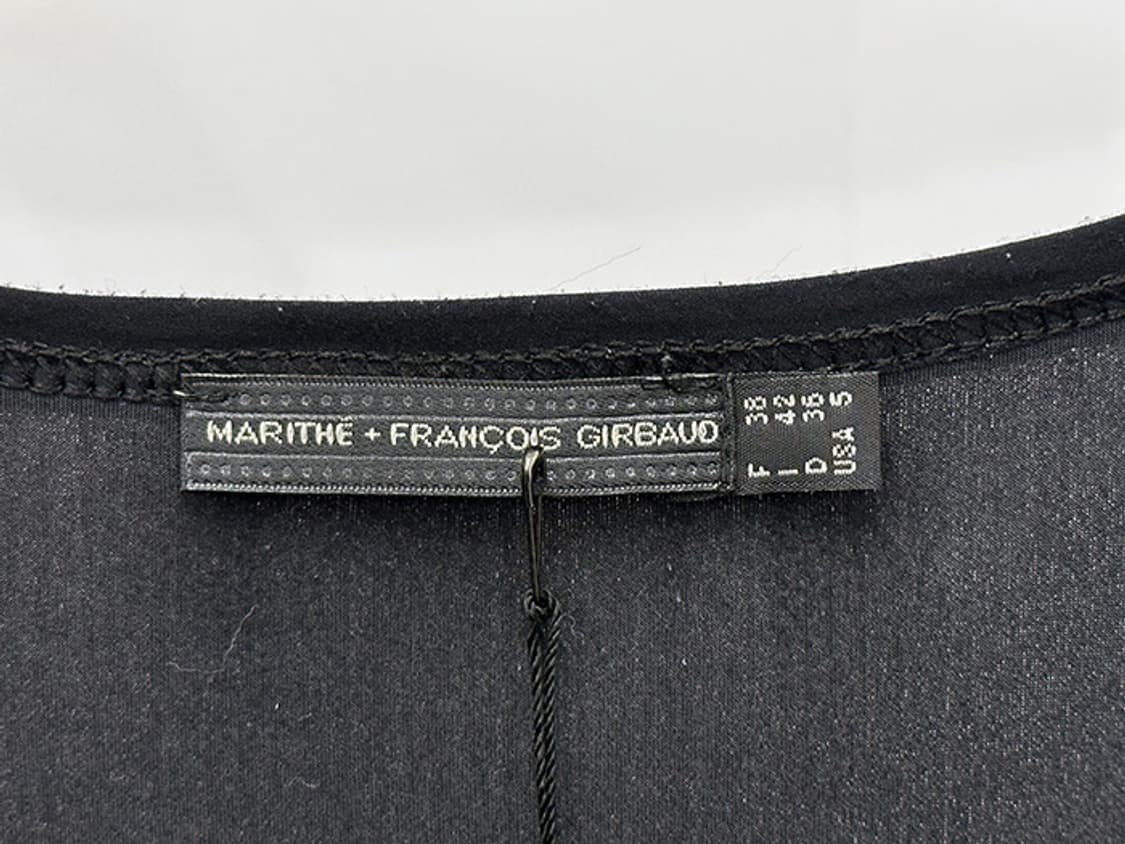 MARITHÉ + FRANÇOIS GIRBAUD
F 38
I 42
D 36
USA 5